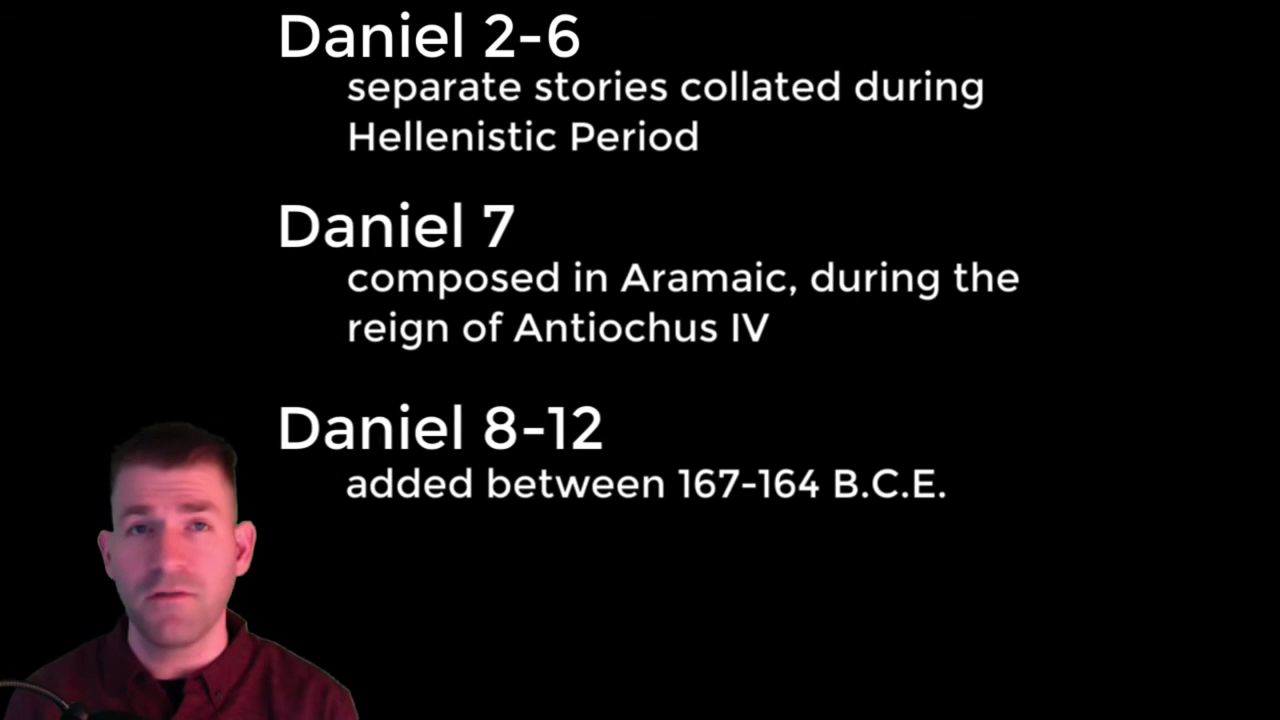 Daniel 2-6
separate stories collated during
Hellenistic Period
Daniel 7
composed in Aramaic, during the
reign of Antiochus IV
Daniel 8-12
added between 167-164 B.C.E.